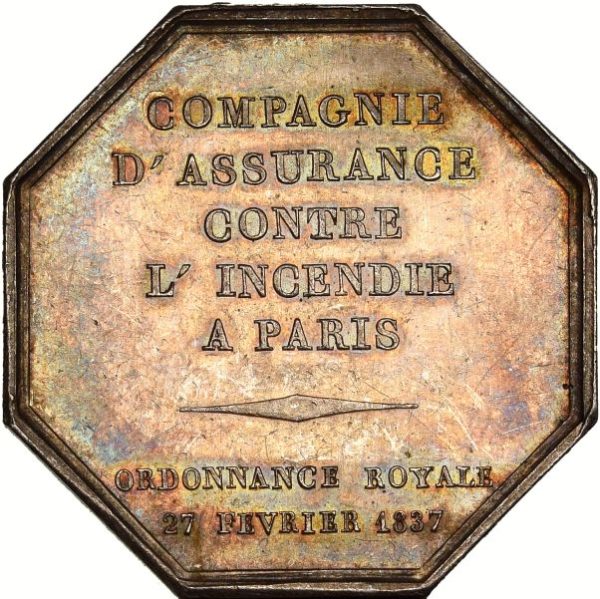 COMPAGNIE
D'ASSURANCE
CONTRE
L'INCENDIE
A PARIS
ORDONNANCE ROYALE
27 FEVRIER 1837